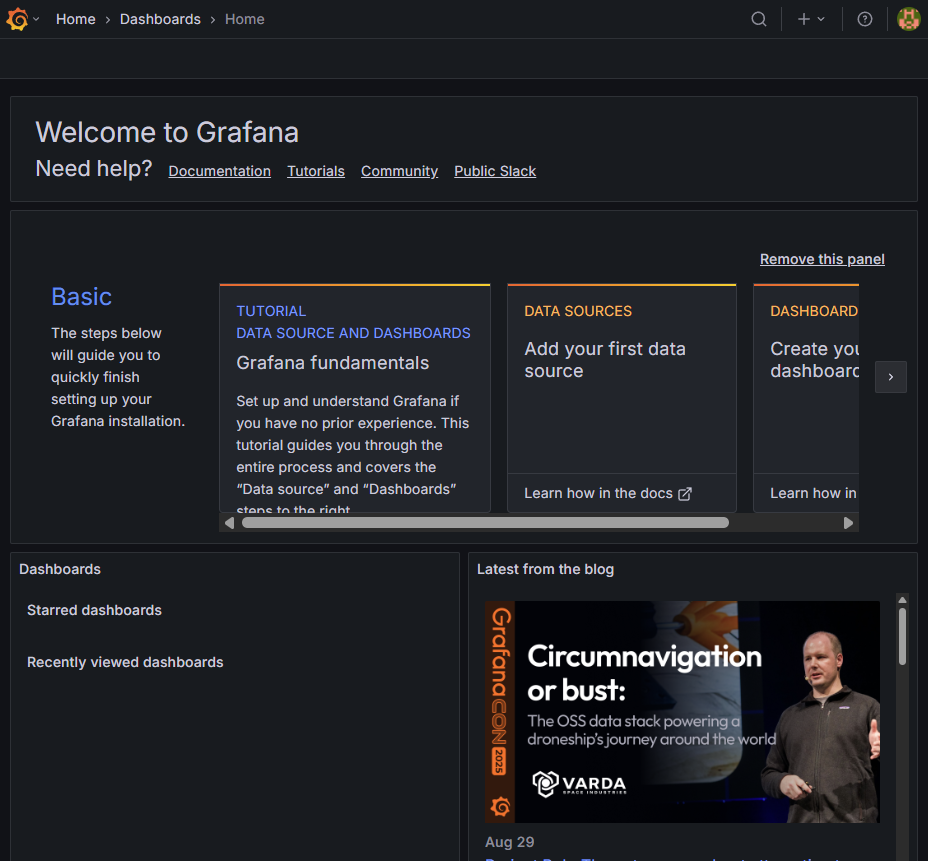 Home › Dashboards › Home
Welcome to Grafana
Need help? Documentation Tutorials Community Public Slack
Remove this panel
Basic
The steps below
will guide you to
quickly finish
setting up your
Grafana installation.
TUTORIAL
DATA SOURCE AND DASHBOARDS
Grafana fundamentals
Set up and understand Grafana if
you have no prior experience. This
tutorial guides you through the
entire process and covers the
“Data source” and “Dashboards”
steps to the right.
DATA SOURCES
Add your first data
source
Learn how in the docs
DASHBOARD
Create you
dashboard
Learn how in
Dashboards
Starred dashboards
Recently viewed dashboards
Latest from the blog
GrafanaCON 2025
Circumnavigation
or bust:
The OSS data stack powering a
droneship’s journey around the world
VARDA
SPACE INDUSTRIES
Aug 29